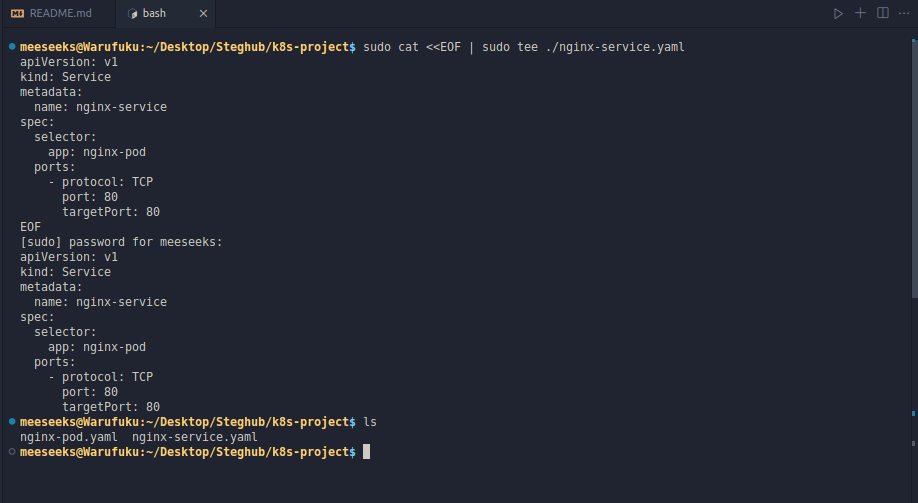 README.md bash
meeseeks@Warufuku:~/Desktop/Steghub/k8s-project$ sudo cat <<EOF | sudo tee ./nginx-service.yaml
apiVersion: v1
kind: Service
metadata:
  name: nginx-service
spec:
  selector:
    app: nginx-pod
  ports:
    - protocol: TCP
      port: 80
      targetPort: 80
EOF
[sudo] password for meeseeks:
apiVersion: v1
kind: Service
metadata:
  name: nginx-service
spec:
  selector:
    app: nginx-pod
  ports:
    - protocol: TCP
      port: 80
      targetPort: 80
meeseeks@Warufuku:~/Desktop/Steghub/k8s-project$ ls
nginx-pod.yaml  nginx-service.yaml
meeseeks@Warufuku:~/Desktop/Steghub/k8s-project$